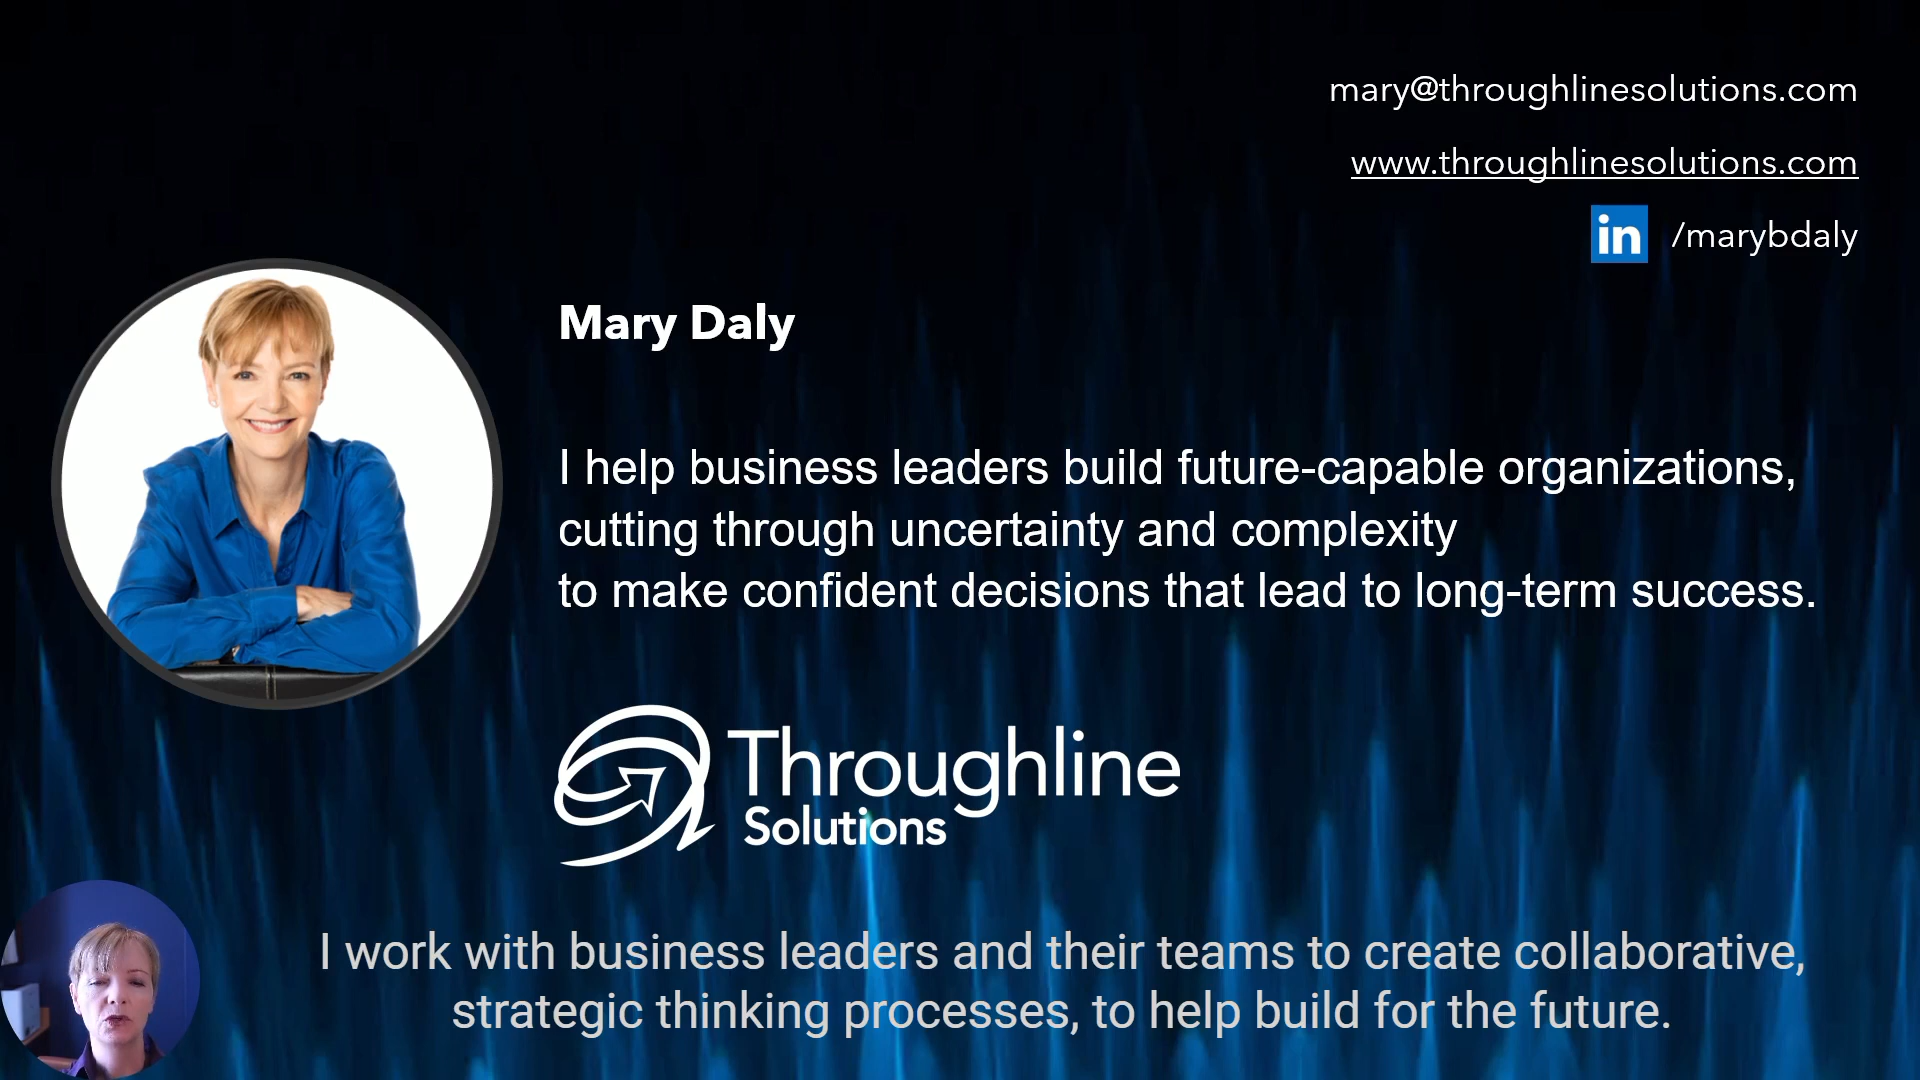 mary@throughlinesolutions.com
www.throughlinesolutions.com
in /marybdaly
Mary Daly
I help business leaders build future-capable organizations,
cutting through uncertainty and complexity
to make confident decisions that lead to long-term success.
Throughline
Solutions
I work with business leaders and their teams to create collaborative,
strategic thinking processes, to help build for the future.